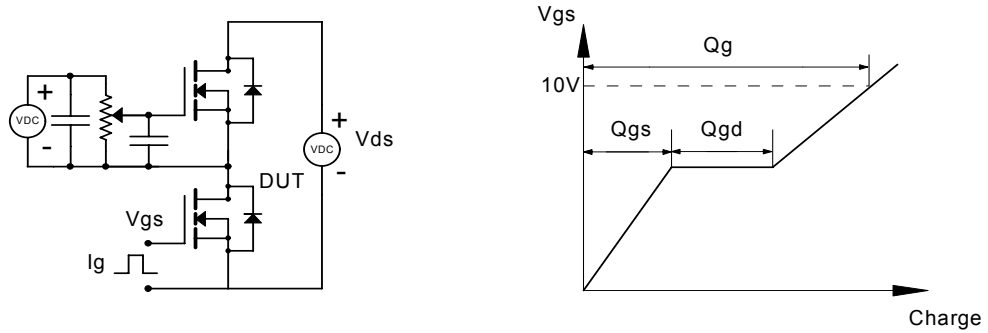 +
VDC
-
+
VDC
-
Vds
DUT
Vgs
Ig
Vgs
Qg
10V
Qgs
Qgd
Charge